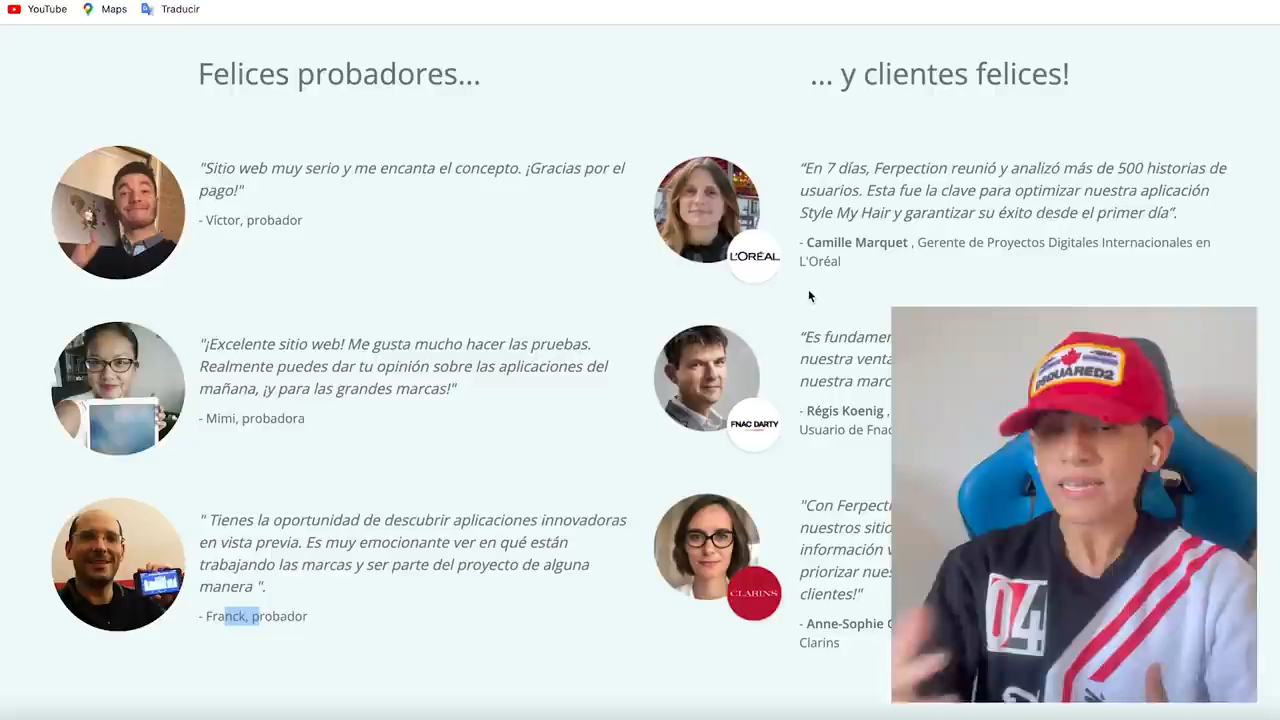 YouTube
Maps
Traducir
Felices probadores...
"Sitio web muy serio y me encanta el concepto. ¡Gracias por el
pago!"
- Víctor, probador
"¡Excelente sitio web! Me gusta mucho hacer las pruebas.
Realmente puedes dar tu opinión sobre las aplicaciones del
mañana, ¡y para las grandes marcas!"
- Mimi, probadora
" Tienes la oportunidad de descubrir aplicaciones innovadoras
en vista previa. Es muy emocionante ver en qué están
trabajando las marcas y ser parte del proyecto de alguna
manera ".
- Franck, probador
... y clientes felices!
“En 7 días, Ferpection reunió y analizó más de 500 historias de
usuarios. Esta fue la clave para optimizar nuestra aplicación
Style My Hair y garantizar su éxito desde el primer día”.
- Camille Marquet , Gerente de Proyectos Digitales Internacionales en
L'Oréal
L'ORÉAL
“Es fundamen
nuestra venta
nuestra marc
- Régis Koenig ,
Usuario de Fnac
FNAC DARTY
"Con Ferpecti
nuestros sitio
información v
priorizar nues
clientes!"
- Anne-Sophie
Clarins
CLARINS
DSQUARED2
04